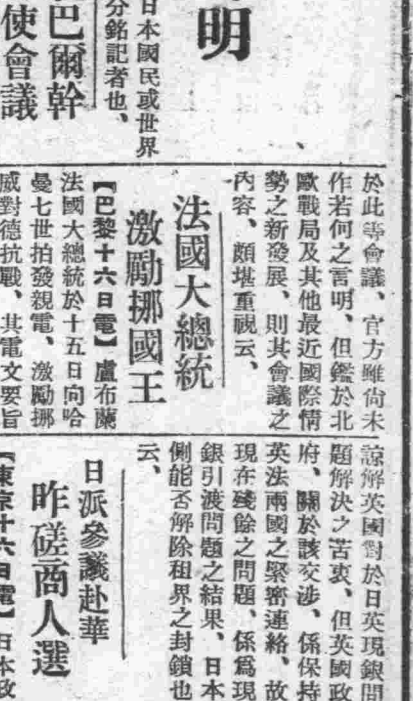 明
日本國民或世界
分銘記者也、
巴爾幹
使會議
於此等會議、官方雖尚未
作若何之言明、但鑑於北
歐戰局及其他最近國際情
勢之新發展、則其會議之
內容、頗堪重視云、
法國大總統
激勵挪國王
【巴黎十六日電】盧布蘭
法國大總統於十五日向哈
曼七世拍發親電、激勵挪
威對德抗戰、其電文要旨
諒解英國對於日英現銀問
題解決之苦衷、但英國政
府、關於該交涉、係保持
英法兩國之緊密連絡、故
現在殘餘之問題、係為現
銀引渡問題之結果、日本
側能否解除租界之封鎖也
云、
日派參議赴華
昨磋商人選
【東京十六日電】日本政